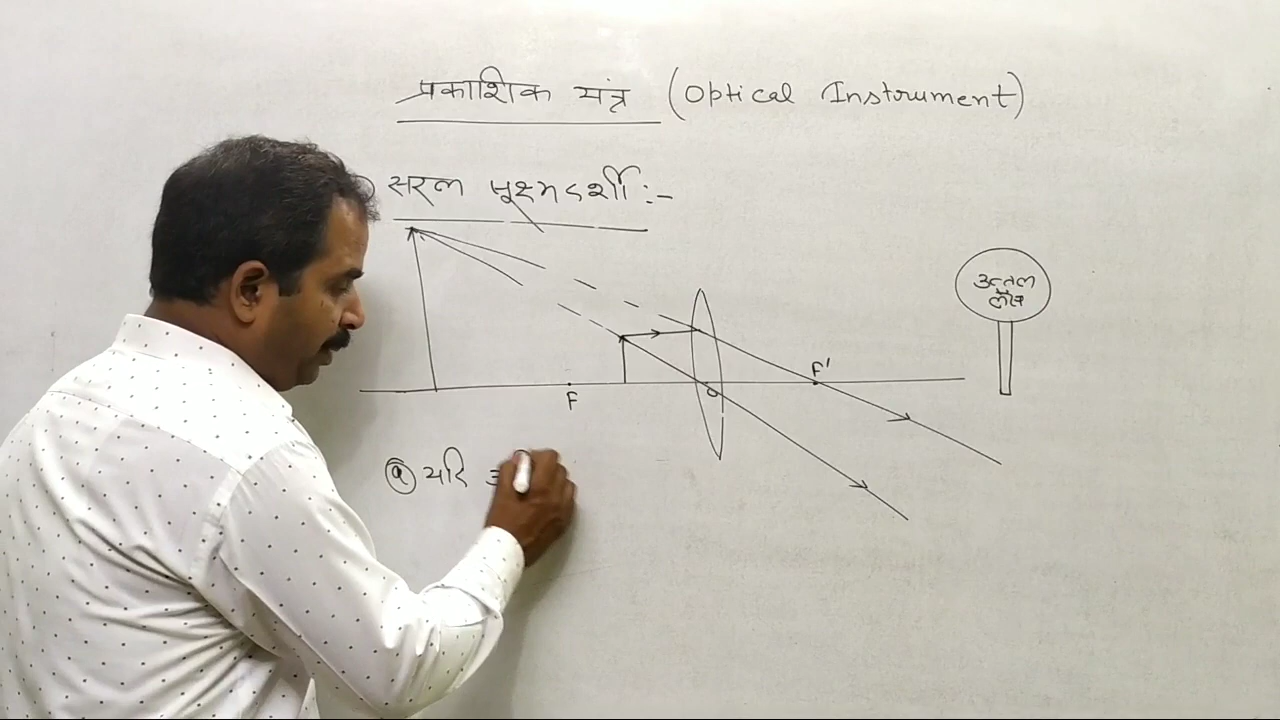 प्रकाशिक यंत्र (Optical Instrument)
सरल सूक्ष्मदर्शी :-
उत्तल
लेंस
F'
O
F
(a) यदि